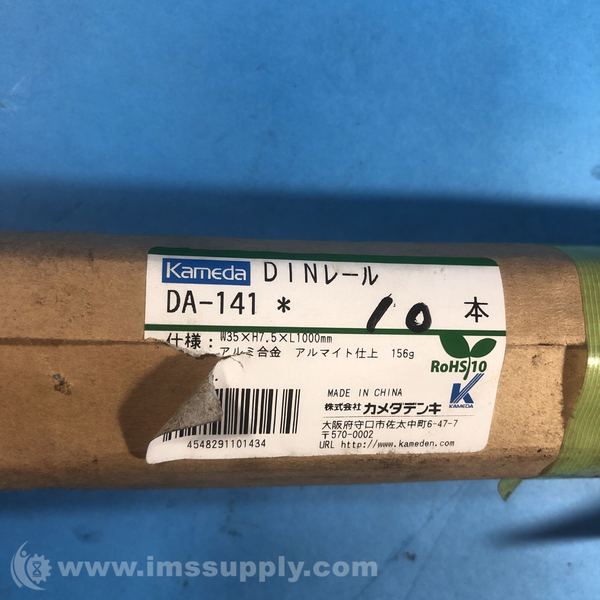 Kameda DINレール
DA-141 * 10 本
仕様: W35×H7.5×L1000mm
アルミ合金 アルマイト仕上 156g
RoHS10
MADE IN CHINA
株式会社 カメダデンキ
KAMEDA
大阪府守口市佐太中町6-47-7
〒570-0002
4548291101434
URL http://www.kameden.com
www.imssupply.com